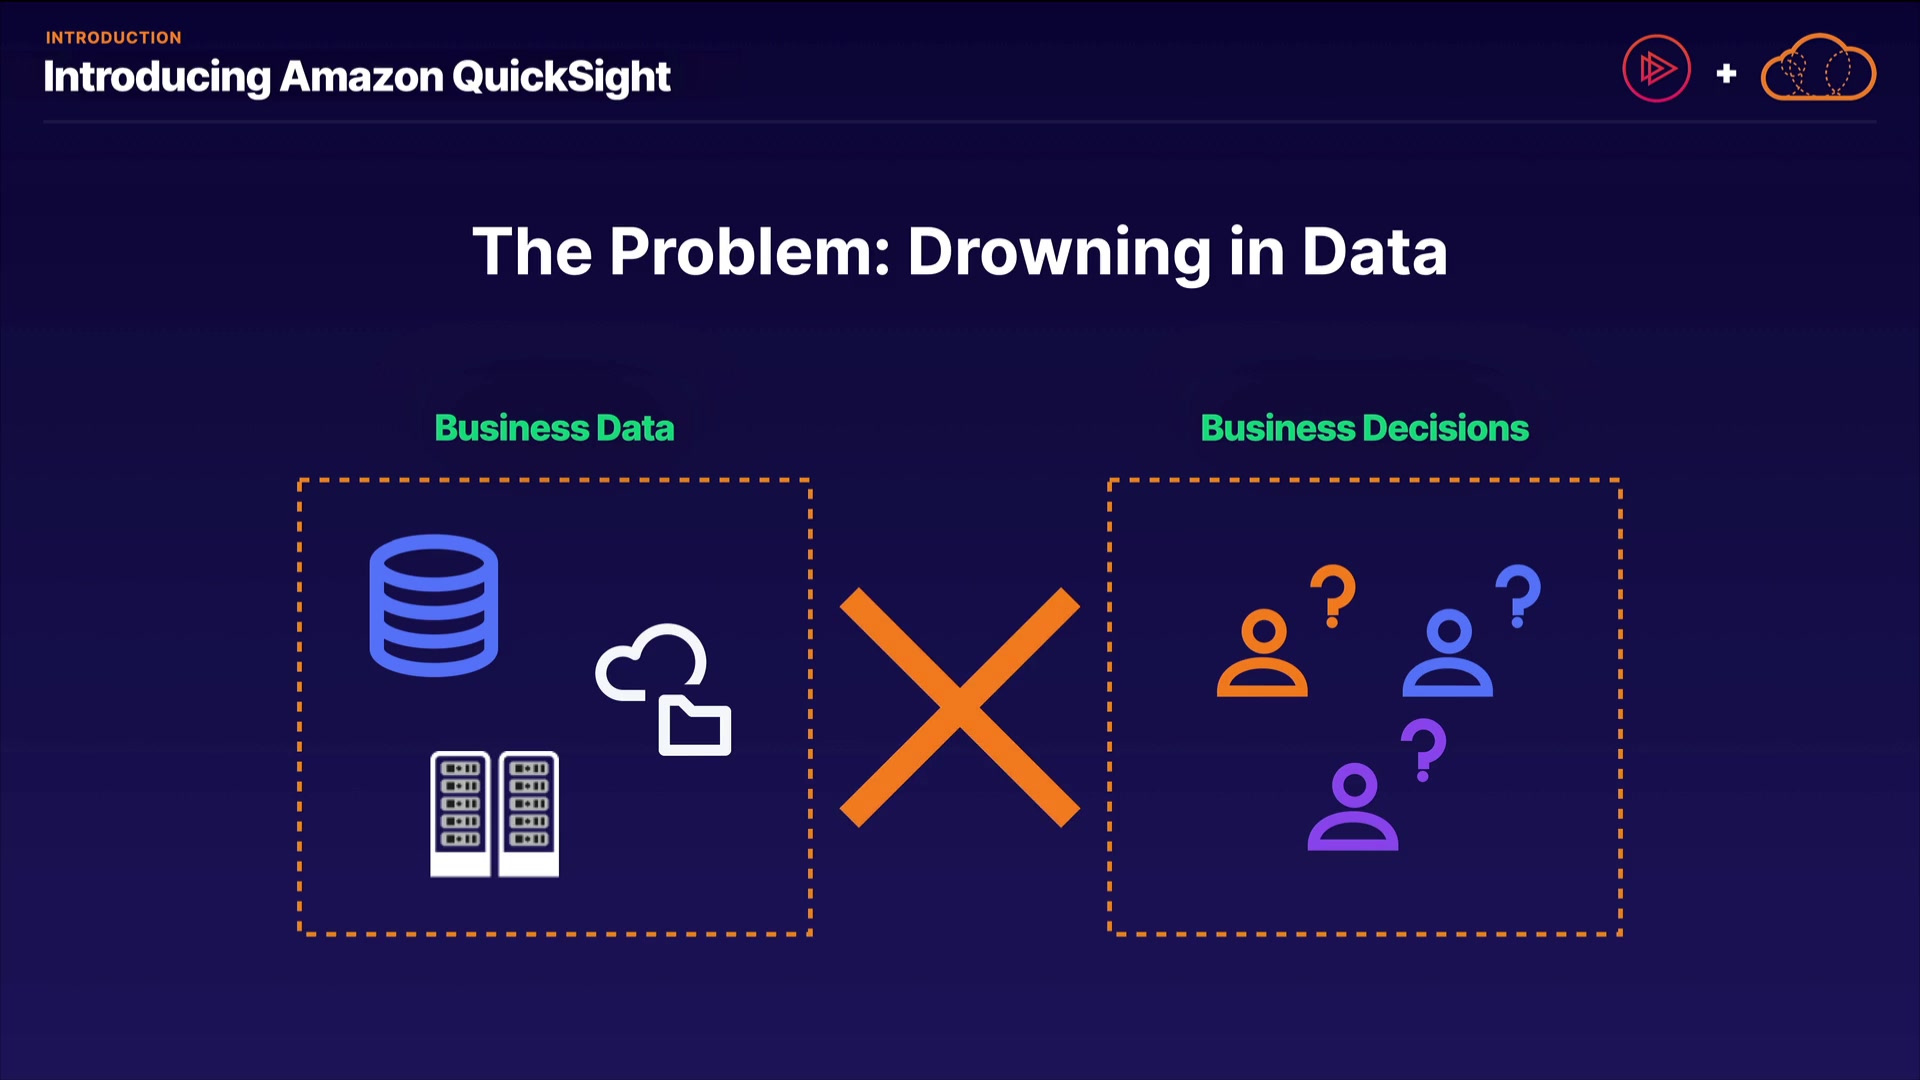 INTRODUCTION
Introducing Amazon QuickSight
+
The Problem: Drowning in Data
Business Data
Business Decisions
? ?
?